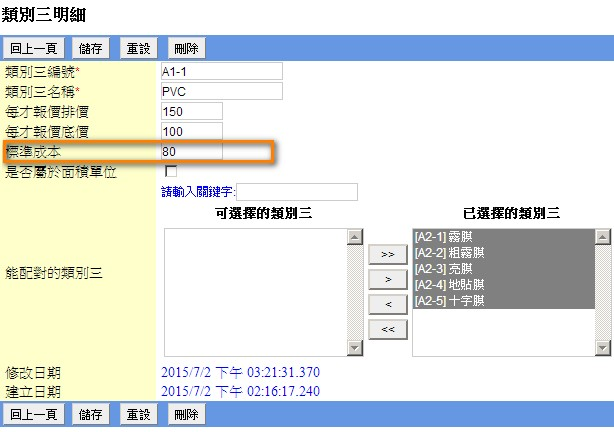 類別三明細
回上一頁 儲存 重設 刪除
類別三編號* A1-1
類別三名稱* PVC
每才報價排價 150
每才報價底價 100
標準成本 80
是否屬於面積單位
請輸入關鍵字:
可選擇的類別三 已選擇的類別三
能配對的類別三
>>
>
<
<<
[A2-1] 霧膜
[A2-2] 粗霧膜
[A2-3] 亮膜
[A2-4] 地貼膜
[A2-5] 十字膜
修改日期 2015/7/2 下午 03:21:31.370
建立日期 2015/7/2 下午 02:16:17.240
回上一頁 儲存 重設 刪除